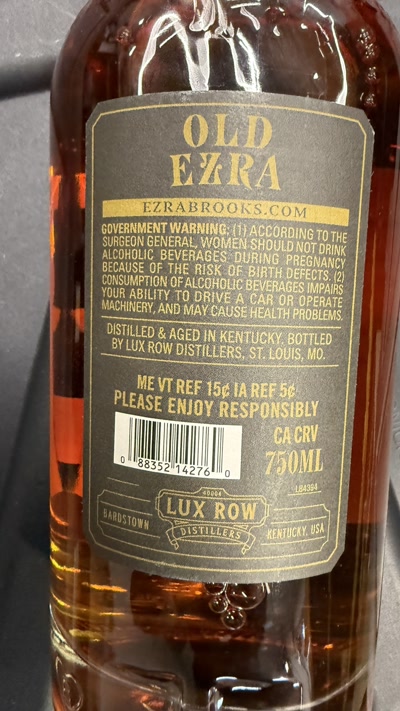 OLD
EZRA
EZRABROOKS.COM
GOVERNMENT WARNING: (1) ACCORDING TO THE
SURGEON GENERAL, WOMEN SHOULD NOT DRINK
ALCOHOLIC BEVERAGES DURING PREGNANCY
BECAUSE OF THE RISK OF BIRTH DEFECTS. (2)
CONSUMPTION OF ALCOHOLIC BEVERAGES IMPAIRS
YOUR ABILITY TO DRIVE A CAR OR OPERATE
MACHINERY, AND MAY CAUSE HEALTH PROBLEMS.
DISTILLED & AGED IN KENTUCKY. BOTTLED
BY LUX ROW DISTILLERS, ST. LOUIS, MO.
ME VT REF 15¢ IA REF 5¢
PLEASE ENJOY RESPONSIBLY
CA CRV
750ML
0 88352 14276 0
LB4394
40004
LUX ROW
DISTILLERS
BARDSTOWN
KENTUCKY, USA